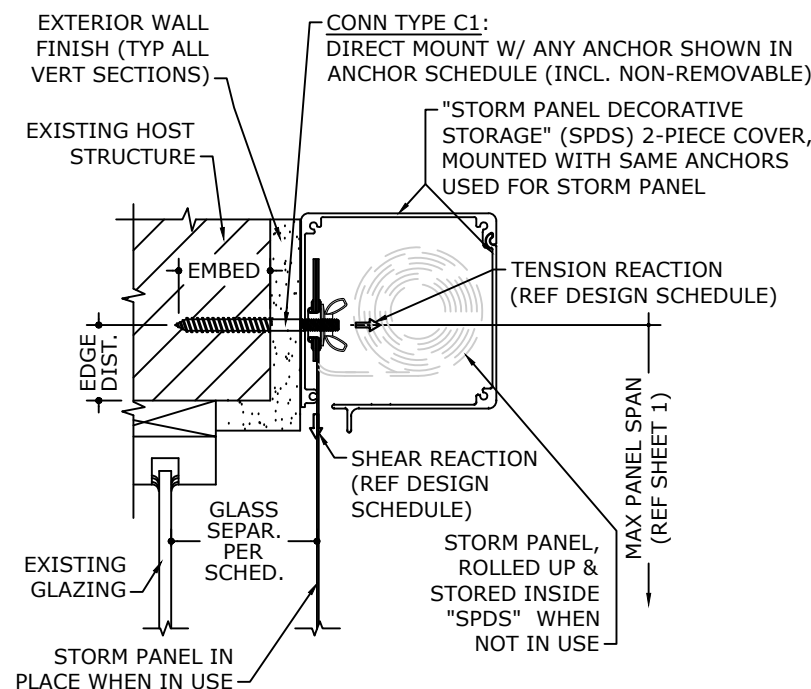 EXTERIOR WALL
FINISH (TYP ALL
VERT SECTIONS)
CONN TYPE C1:
DIRECT MOUNT W/ ANY ANCHOR SHOWN IN
ANCHOR SCHEDULE (INCL. NON-REMOVABLE)
EXISTING HOST
STRUCTURE
"STORM PANEL DECORATIVE
STORAGE" (SPDS) 2-PIECE COVER,
MOUNTED WITH SAME ANCHORS
USED FOR STORM PANEL
EMBED
TENSION REACTION
(REF DESIGN SCHEDULE)
EDGE
DIST.
MAX PANEL SPAN
(REF SHEET 1)
SHEAR REACTION
(REF DESIGN
SCHEDULE)
GLASS
SEPAR.
PER
SCHED.
EXISTING
GLAZING
STORM PANEL,
ROLLED UP &
STORED INSIDE
"SPDS" WHEN
NOT IN USE
STORM PANEL IN
PLACE WHEN IN USE